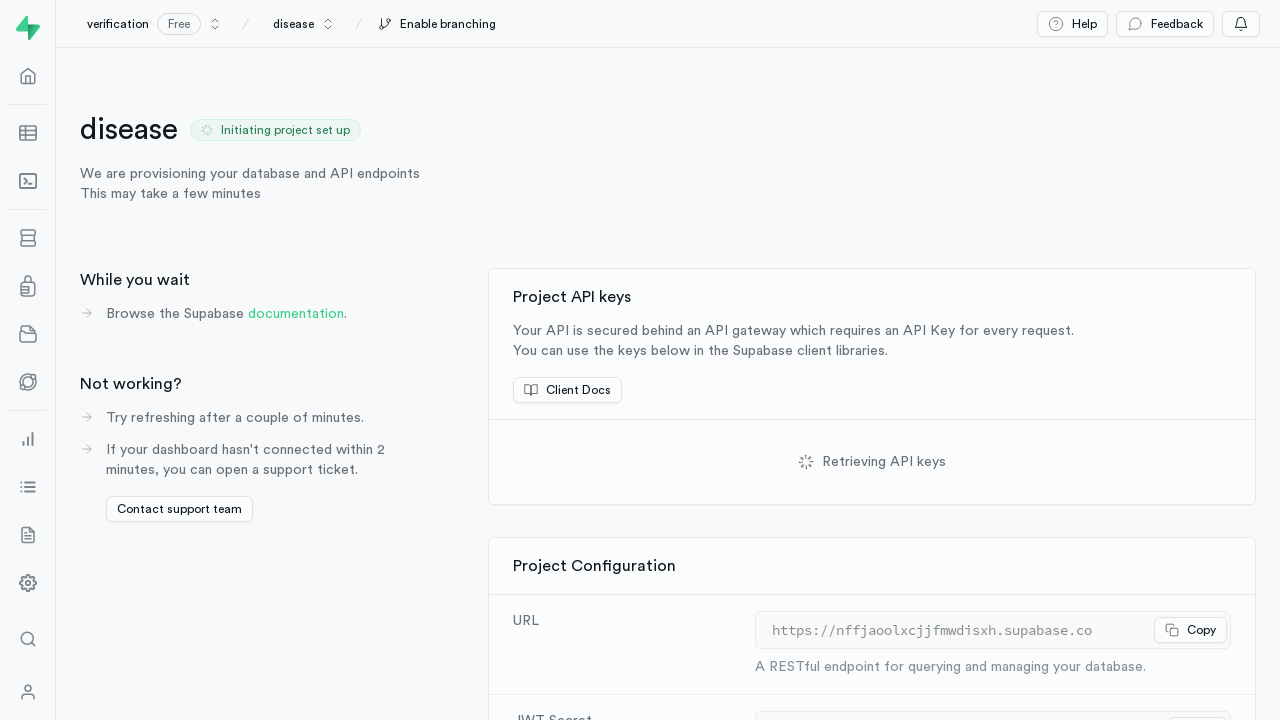 verification Free / disease / Enable branching
Help Feedback
disease Initiating project set up
We are provisioning your database and API endpoints
This may take a few minutes
While you wait
Browse the Supabase documentation.
Not working?
Try refreshing after a couple of minutes.
If your dashboard hasn't connected within 2
minutes, you can open a support ticket.
Contact support team
Project API keys
Your API is secured behind an API gateway which requires an API Key for every request.
You can use the keys below in the Supabase client libraries.
Client Docs
Retrieving API keys
Project Configuration
URL
https://nffjaoolxcjjfmwdisxh.supabase.co Copy
A RESTful endpoint for querying and managing your database.
JWT Secret